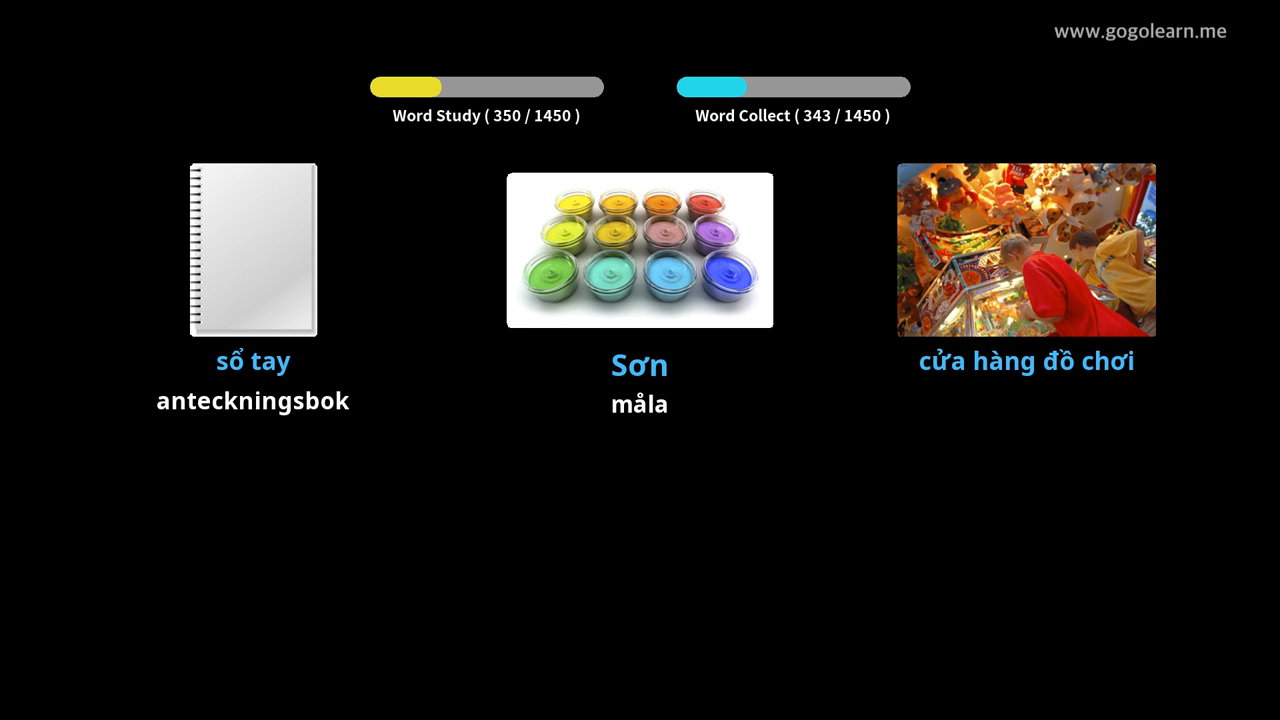 www.gogolearn.me
Word Study ( 350 / 1450 )
Word Collect ( 343 / 1450 )
sổ tay
anteckningsbok
Sơn
måla
cửa hàng đồ chơi